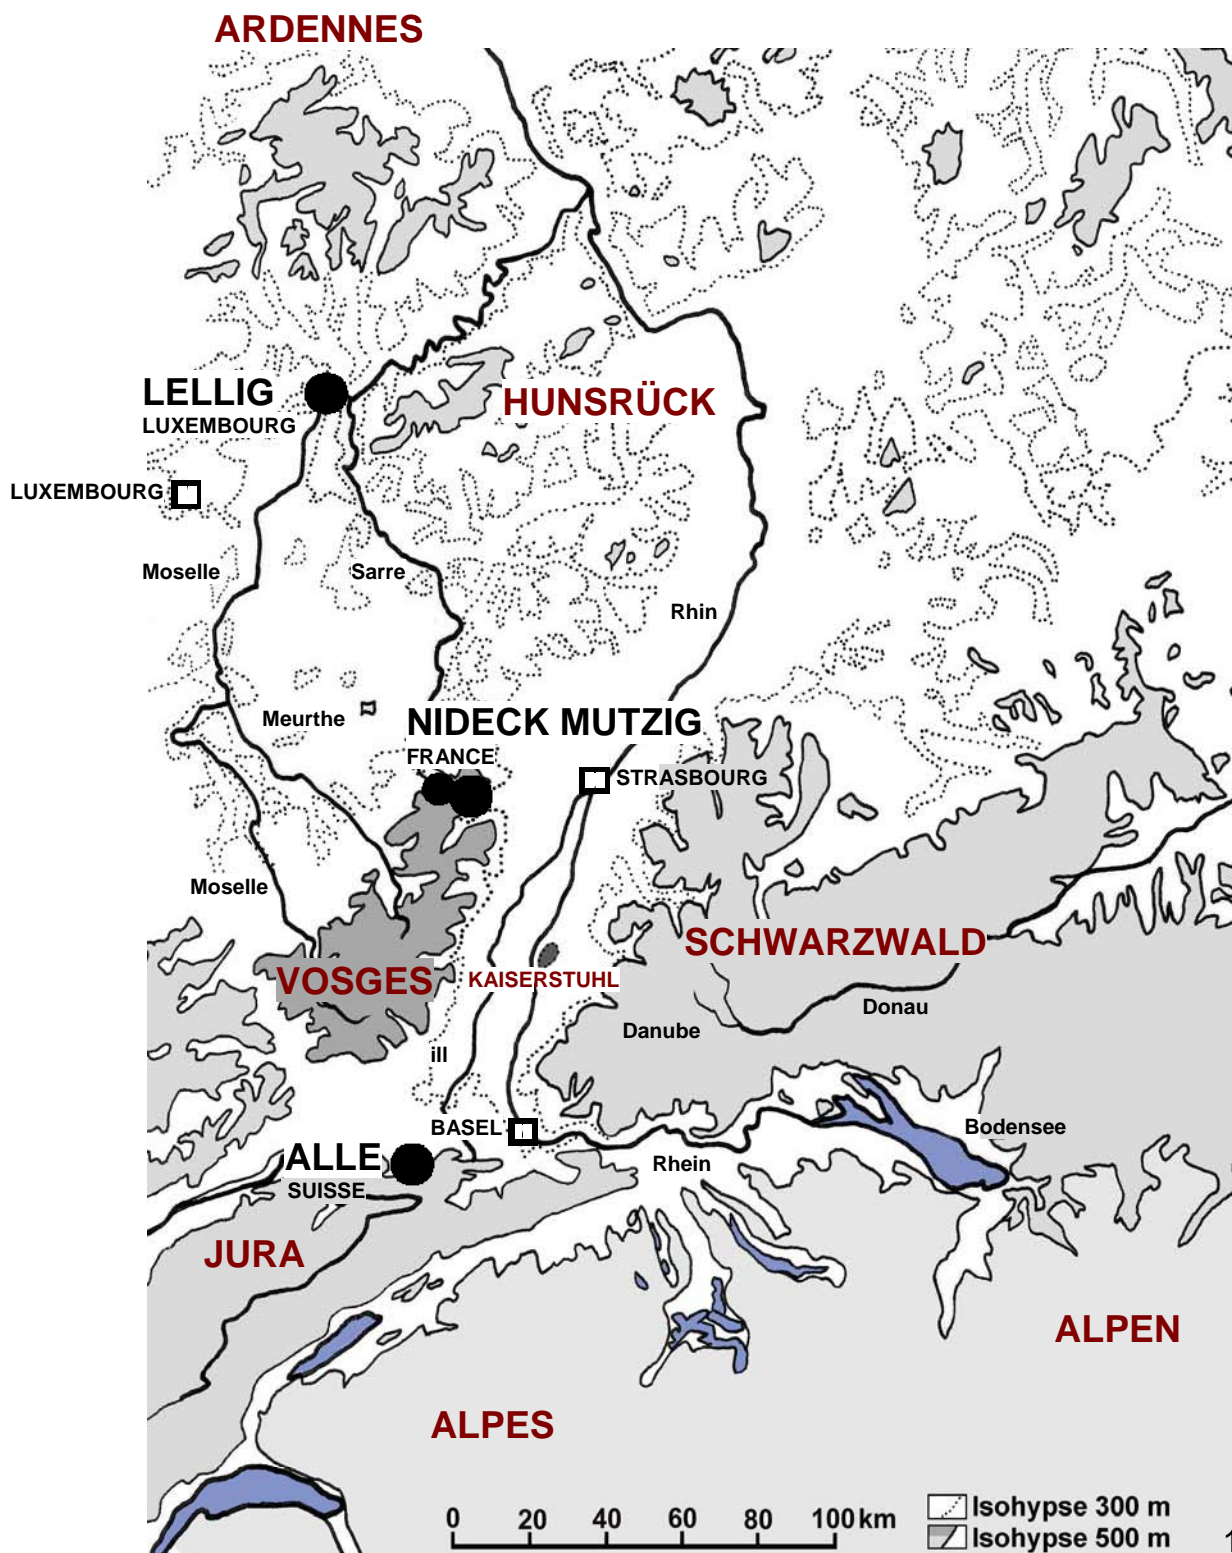 ARDENNES
LELLIG
LUXEMBOURG
HUNSRÜCK
LUXEMBOURG
Moselle
Sarre
Rhin
Meurthe
NIDECK MUTZIG
FRANCE
STRASBOURG
Moselle
SCHWARZWALD
VOSGES
KAISERSTUHL
Donau
Danube
ill
BASEL
Bodensee
ALLE
SUISSE
Rhein
JURA
ALPEN
ALPES
0 20 40 60 80 100 km
Isohypse 300 m
Isohypse 500 m